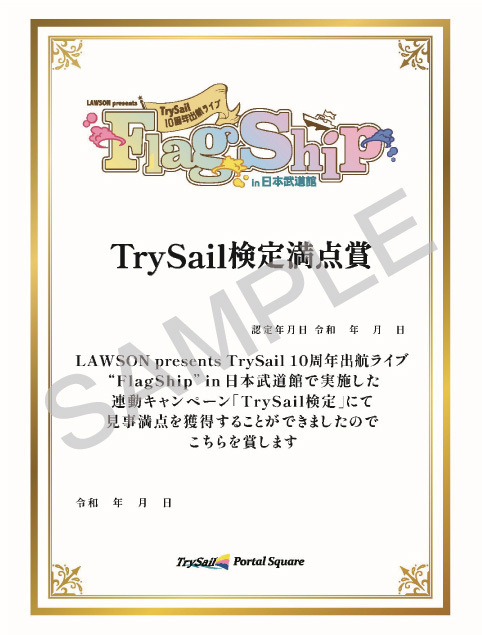 LAWSON presents
TrySail
10周年出航ライブ
FlagShip
in 日本武道館
TrySail検定満点賞
認定年月日 令和 年 月 日
LAWSON presents TrySail 10周年出航ライブ
“FlagShip” in 日本武道館で実施した
連動キャンペーン「TrySail検定」にて
見事満点を獲得することができましたので
こちらを賞します
SAMPLE
令和 年 月 日
TrySail Portal Square